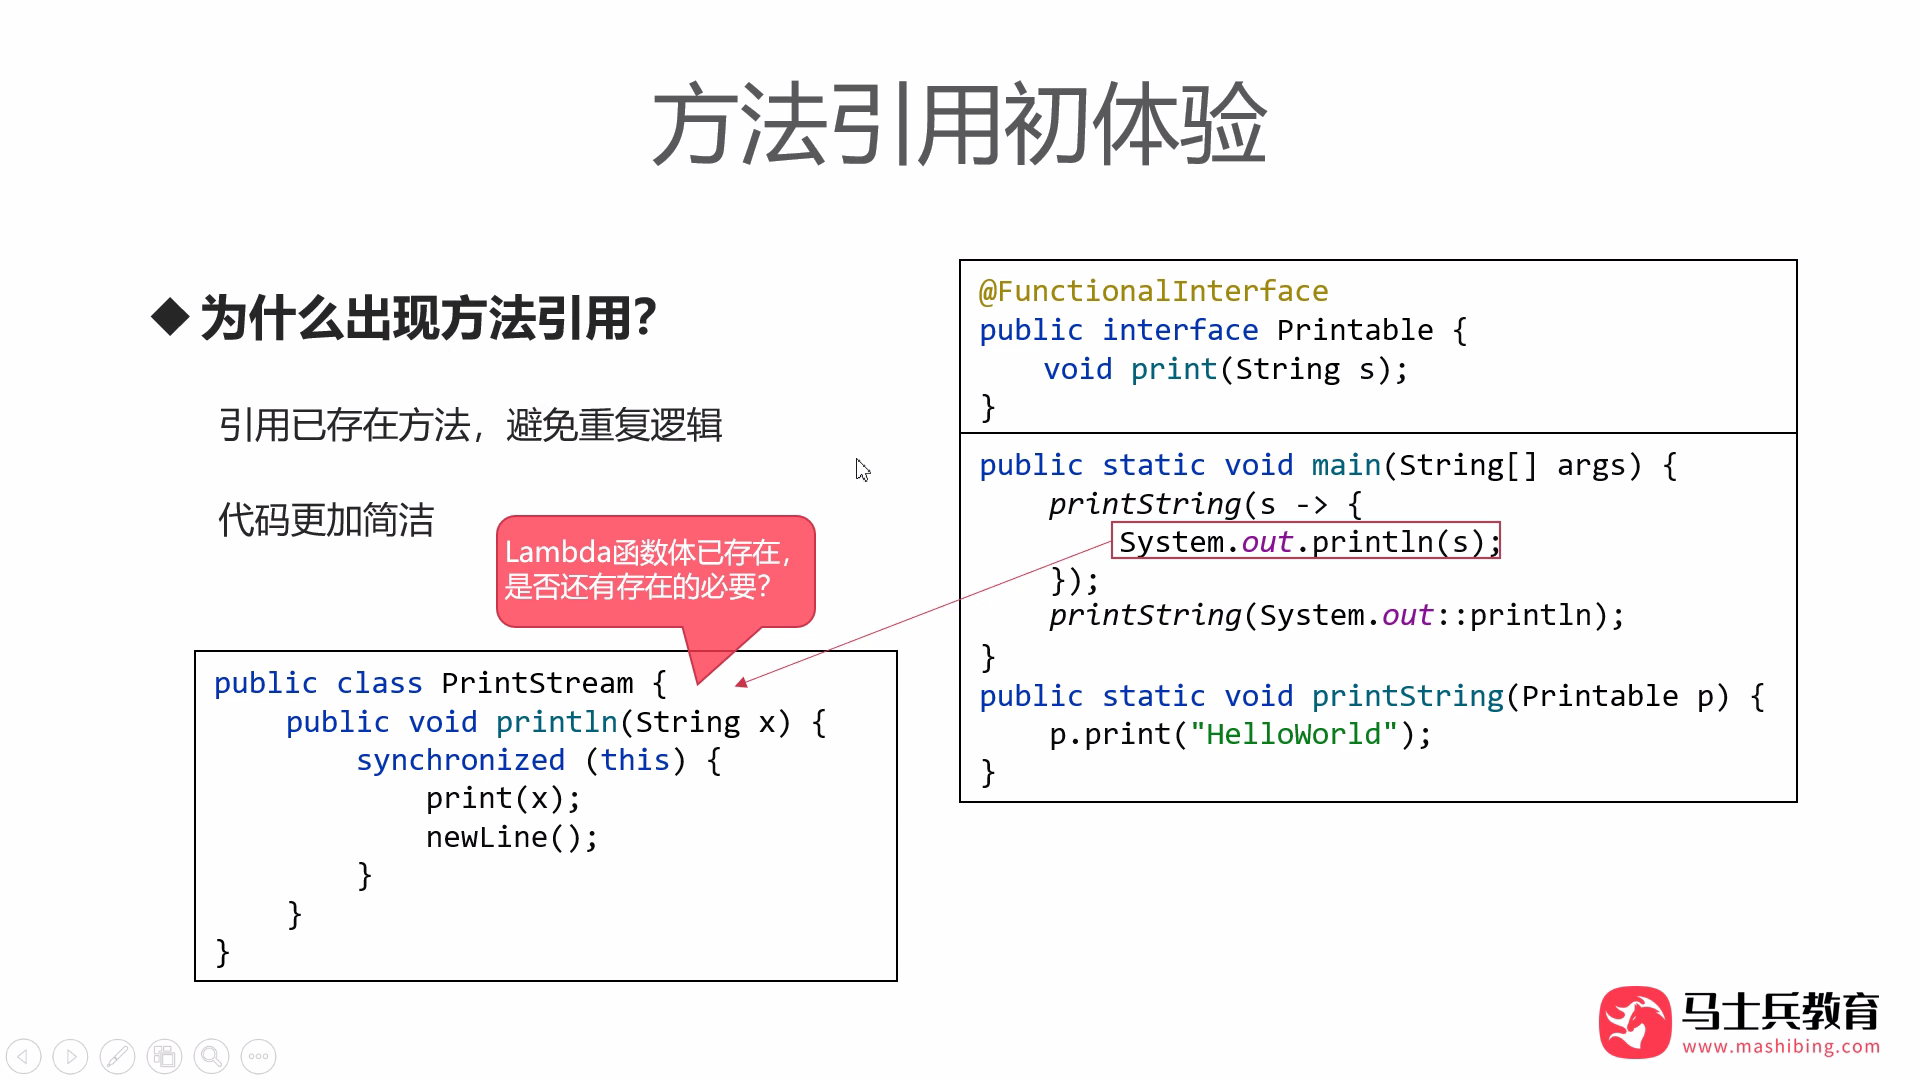 方法引用初体验
◆ 为什么出现方法引用?
引用已存在方法，避免重复逻辑
代码更加简洁
Lambda函数体已存在，
是否还有存在的必要?
public class PrintStream {
    public void println(String x) {
        synchronized (this) {
            print(x);
            newLine();
        }
    }
}
@FunctionalInterface
public interface Printable {
    void print(String s);
}
public static void main(String[] args) {
    printString(s -> {
        System.out.println(s);
    });
    printString(System.out::println);
}
public static void printString(Printable p) {
    p.print("HelloWorld");
}
马士兵教育
www.mashibing.com